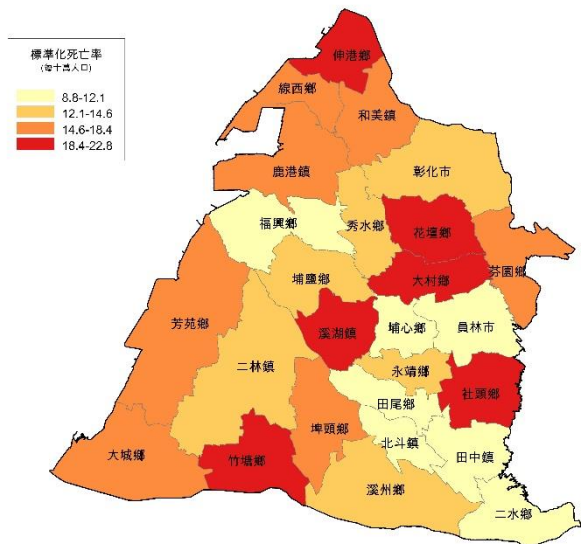 標準化死亡率
(每十萬人口)
8.8-12.1
12.1-14.6
14.6-18.4
18.4-22.8
伸港鄉
線西鄉
和美鎮
鹿港鎮
彰化市
福興鄉
秀水鄉
花壇鄉
芬園鄉
大村鄉
埔鹽鄉
芳苑鄉
溪湖鎮
埔心鄉
員林市
二林鎮
永靖鄉
社頭鄉
田尾鄉
埤頭鄉
北斗鎮
大城鄉
竹塘鄉
田中鎮
溪州鄉
二水鄉